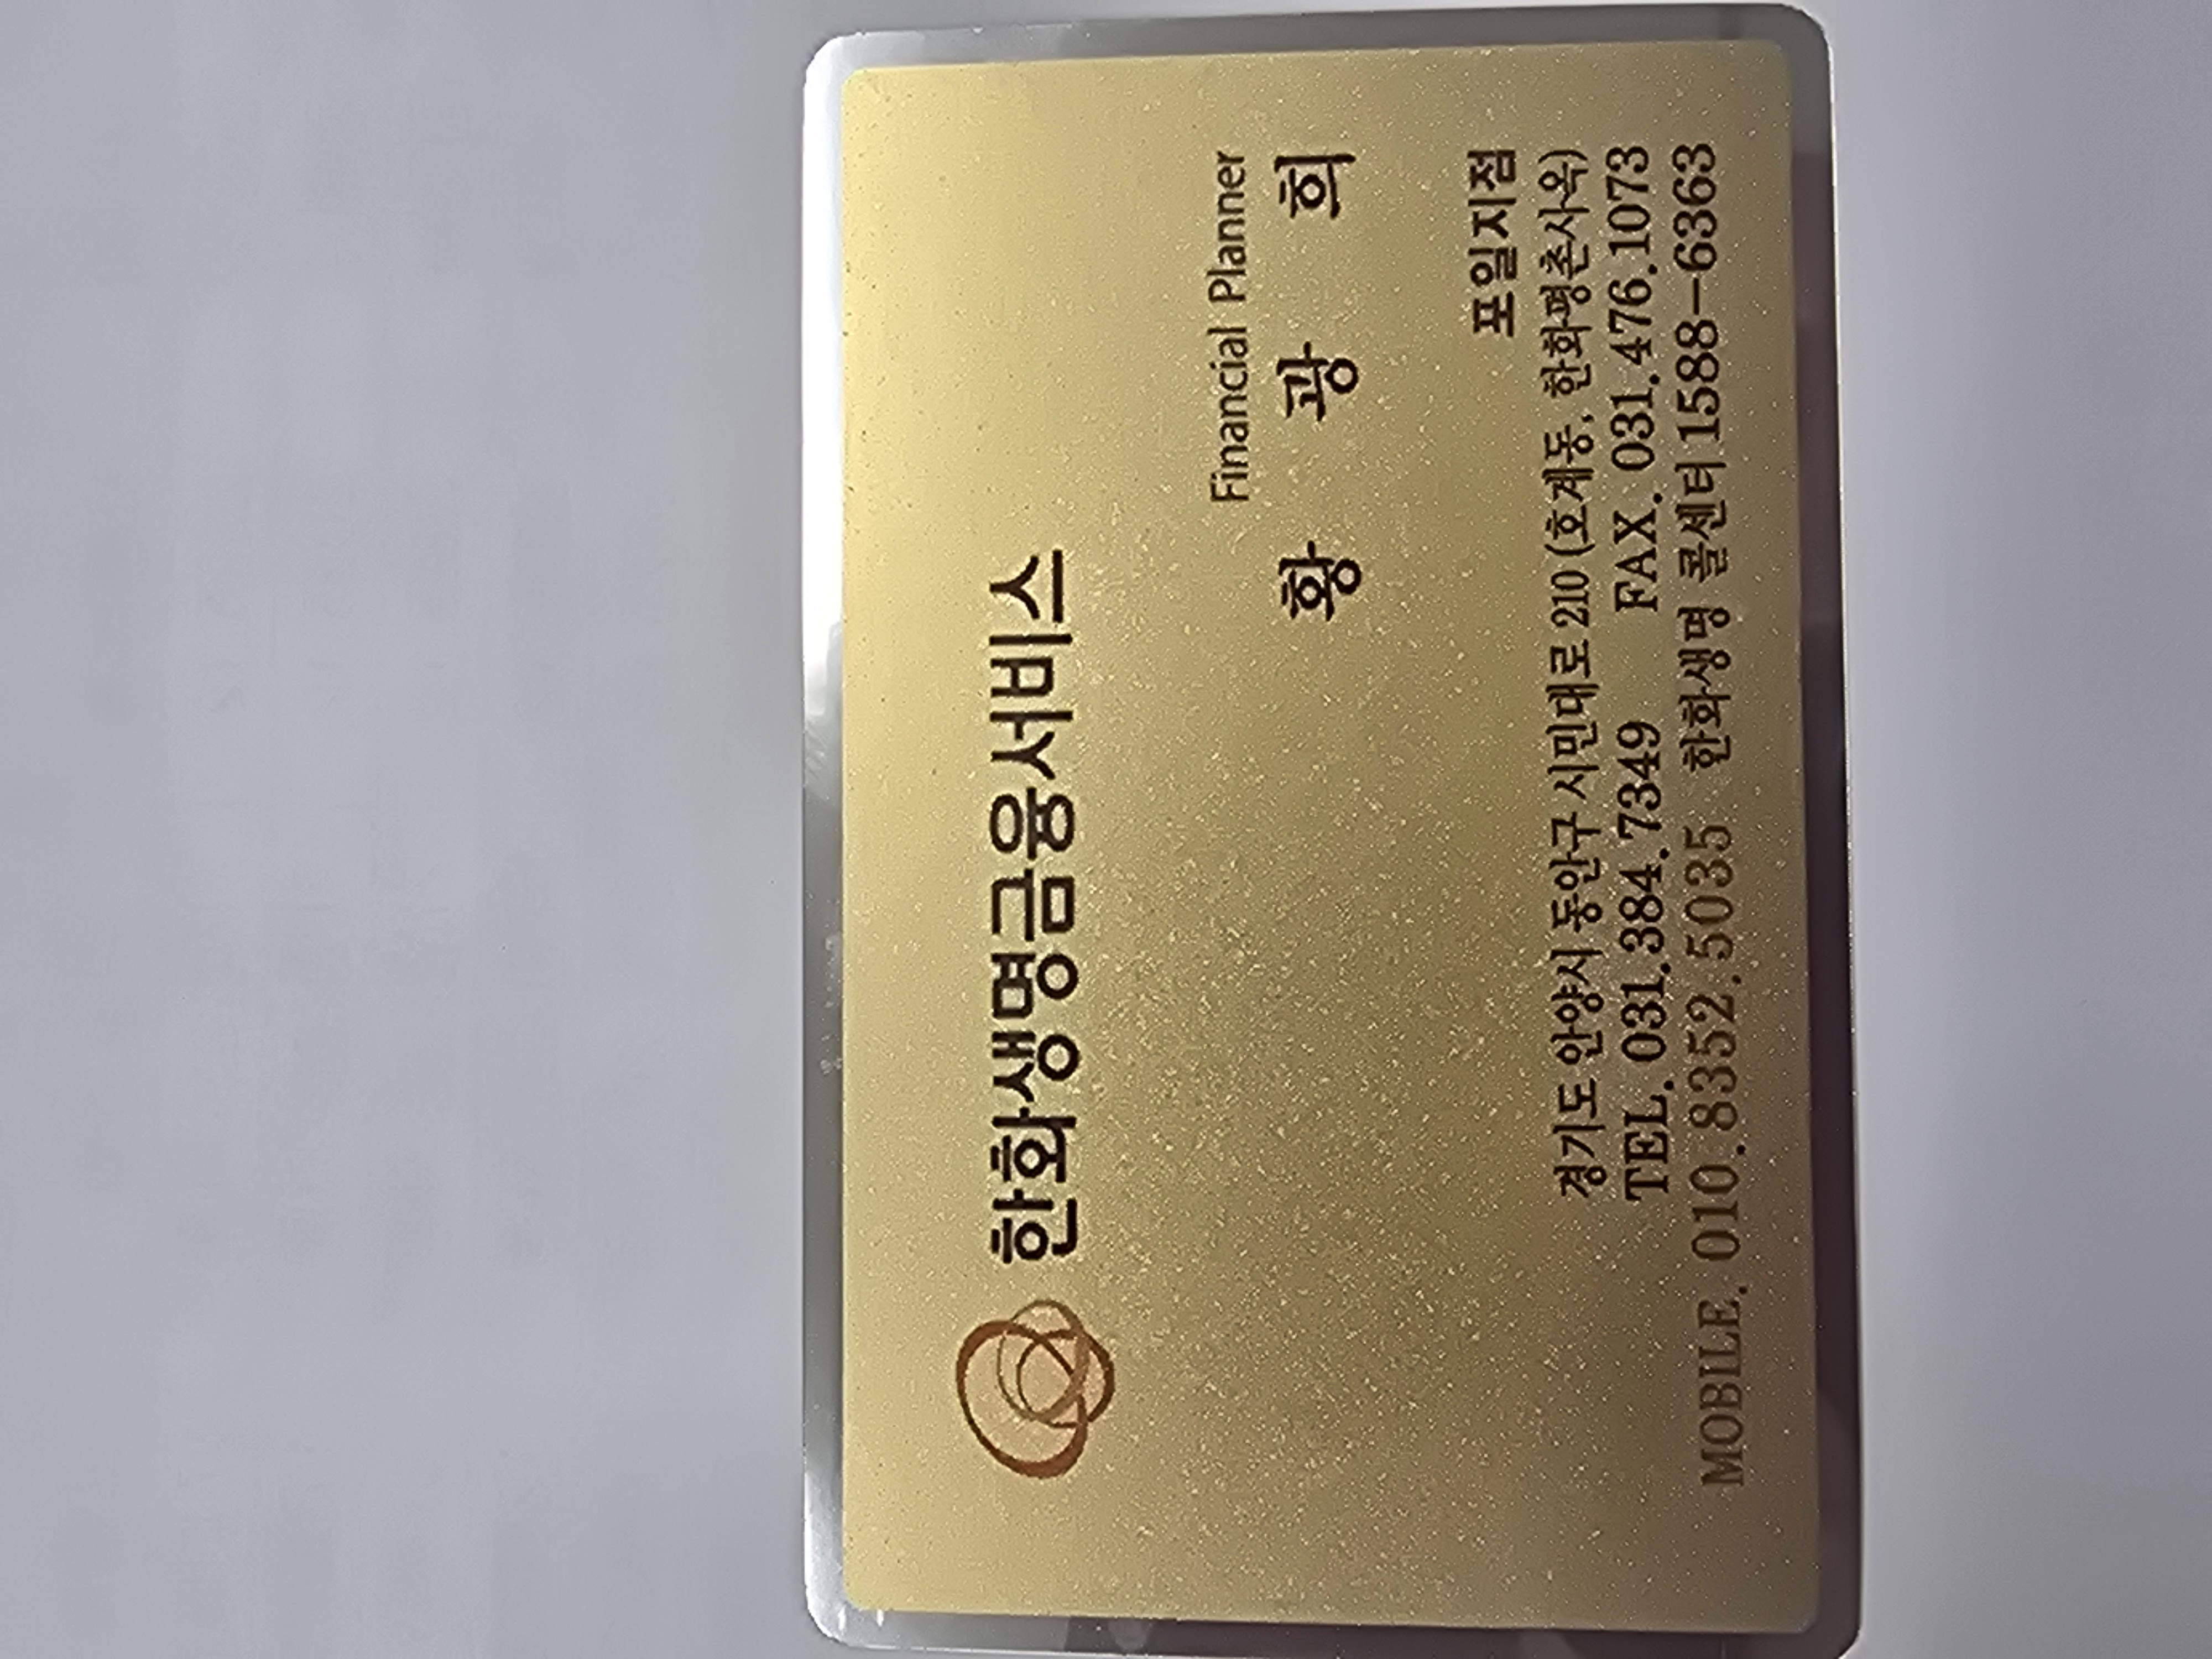 한화생명금융서비스
Financial Planner
황 광 희
포일지점
경기도 안양시 동안구 시민대로 210 (호계동, 한화평촌사옥)
TEL. 031.384.7349 FAX. 031.476.1073
MOBILE. 010.8352.5035 한화생명 콜센터 1588-6363